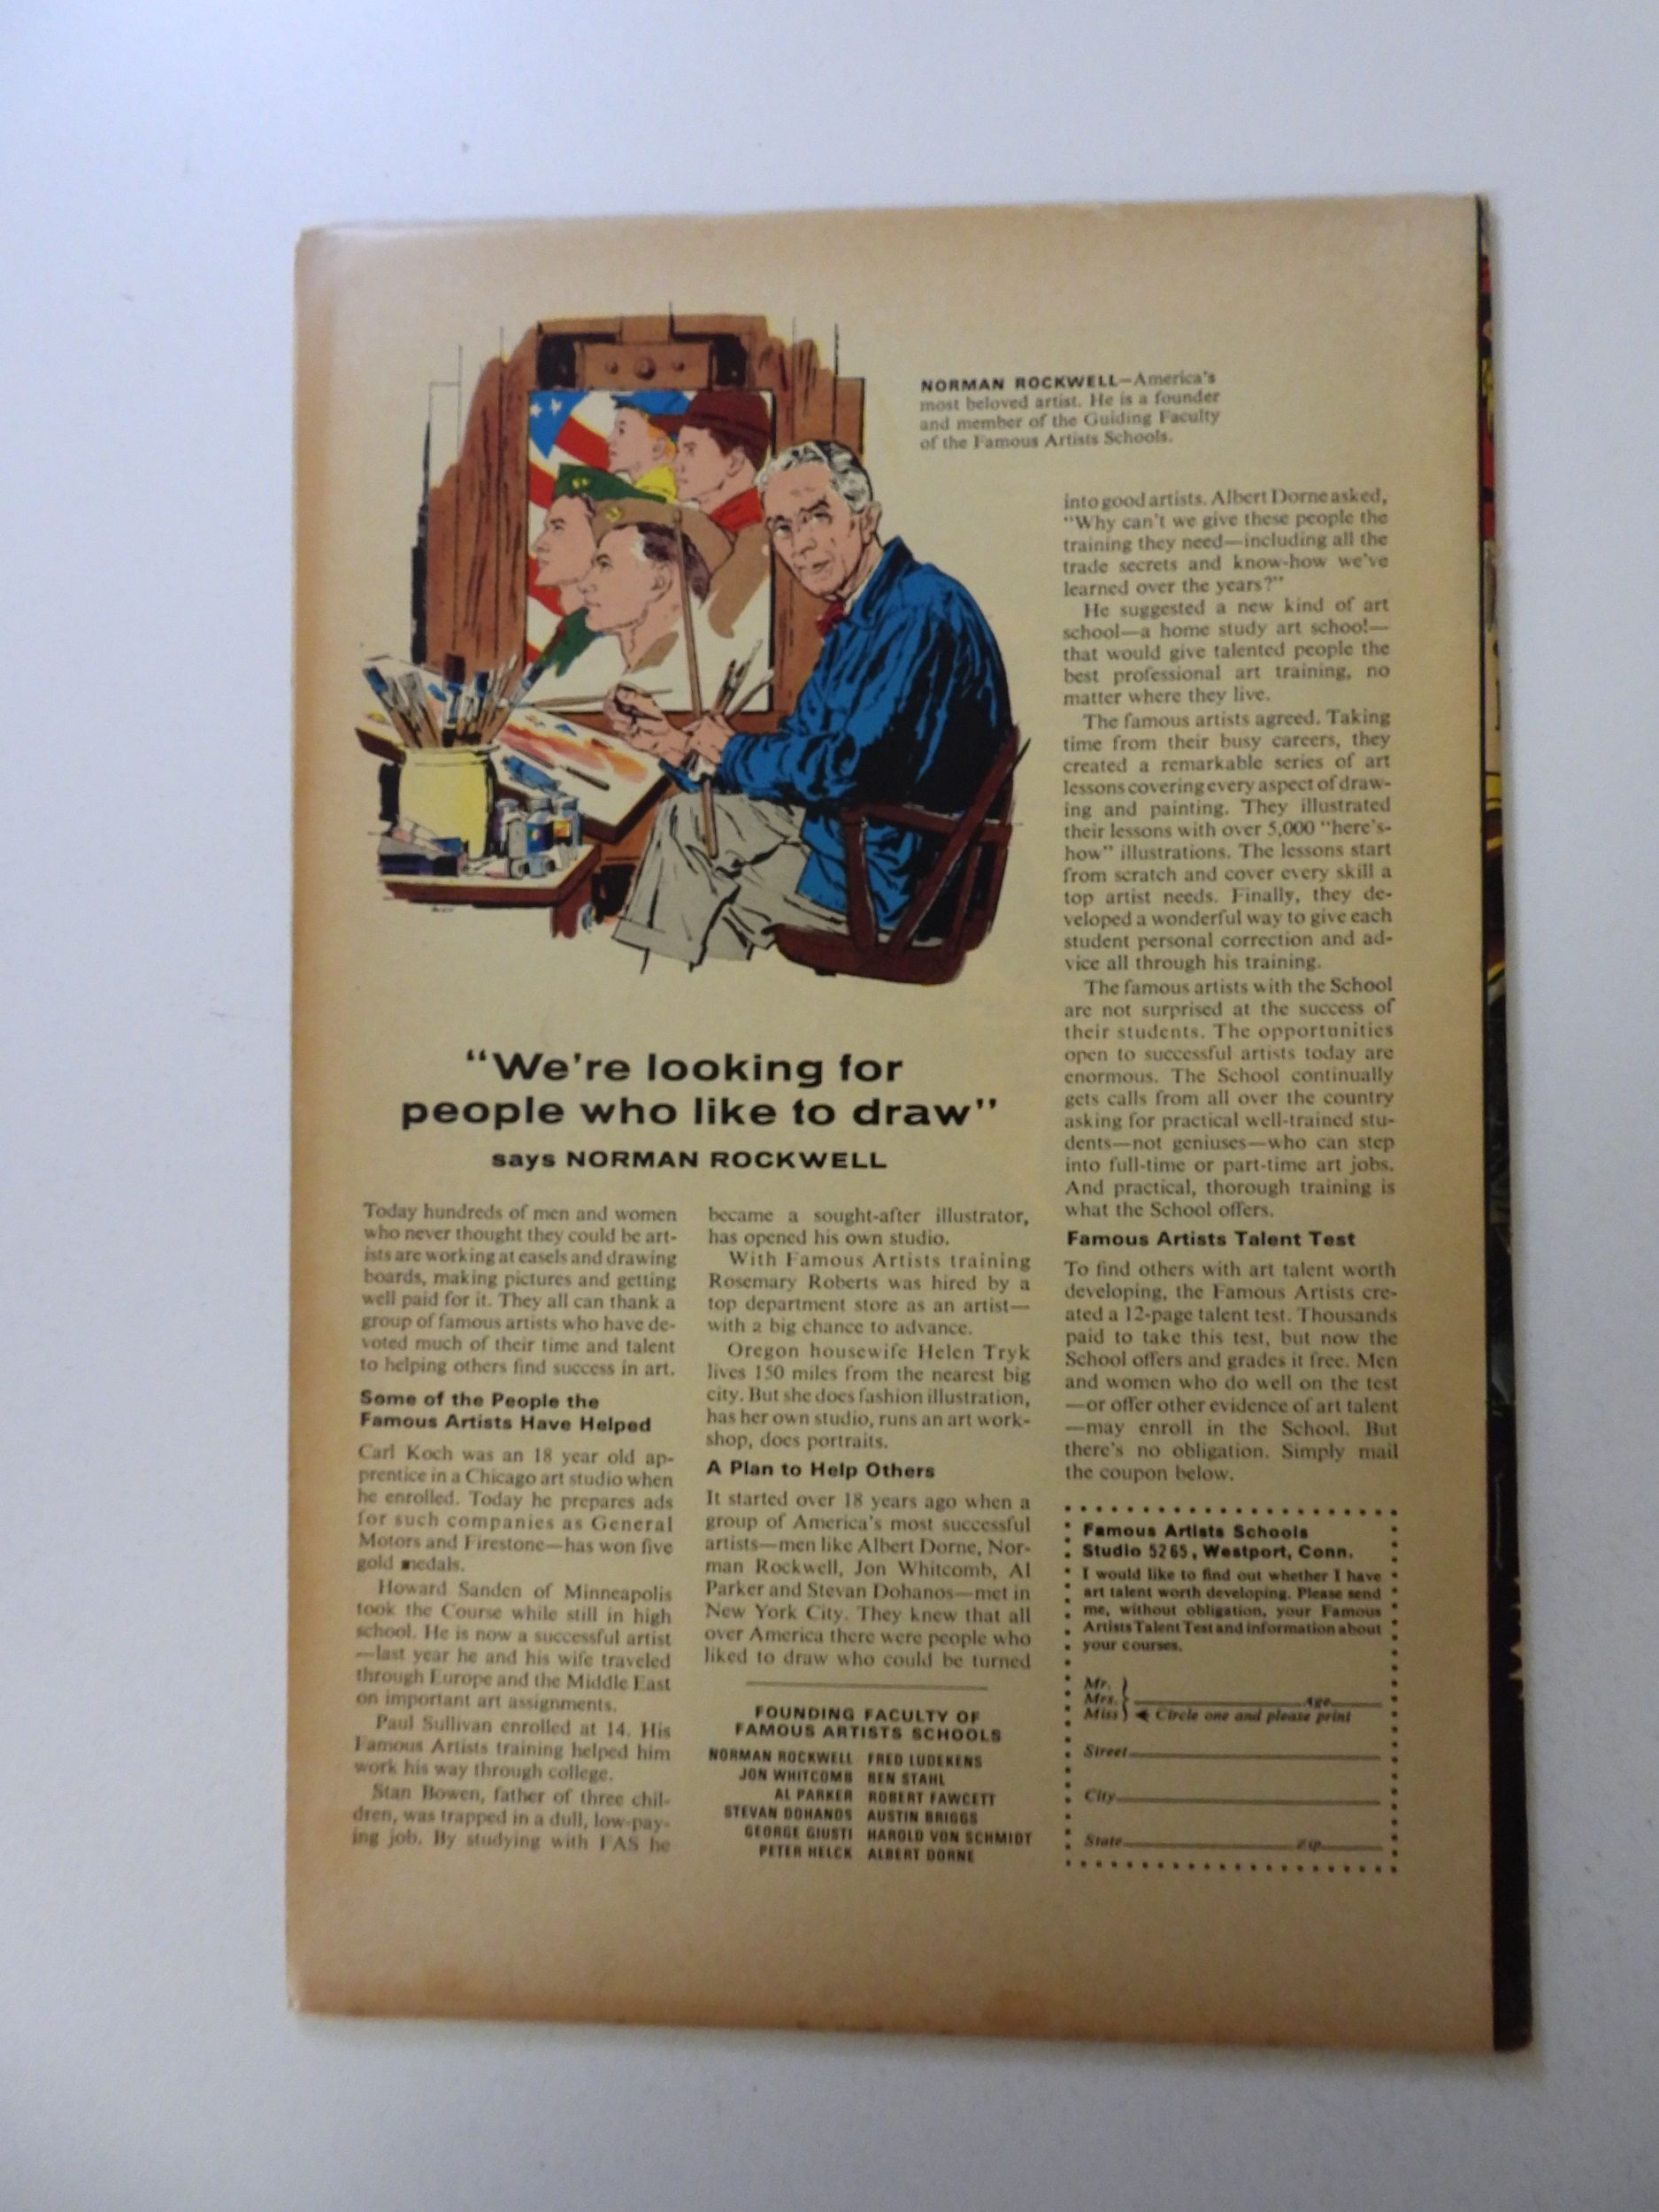 NORMAN ROCKWELL—America's
most beloved artist. He is a founder
and member of the Guiding Faculty
of the Famous Artists Schools.
"We're looking for
people who like to draw"
says NORMAN ROCKWELL
Today hundreds of men and women
who never thought they could be art-
ists are working at easels and drawing
boards, making pictures and getting
well paid for it. They all can thank a
group of famous artists who have de-
voted much of their time and talent
to helping others find success in art.
Some of the People the
Famous Artists Have Helped
Carl Koch was an 18 year old ap-
prentice in a Chicago art studio when
he enrolled. Today he prepares ads
for such companies as General
Motors and Firestone—has won five
gold medals.
Howard Sanden of Minneapolis
took the Course while still in high
school. He is now a successful artist
—last year he and his wife traveled
through Europe and the Middle East
on important art assignments.
Paul Sullivan enrolled at 14. His
Famous Artists training helped him
work his way through college.
Stan Bowen, father of three chil-
dren, was trapped in a dull, low-pay-
ing job. By studying with FAS he
became a sought-after illustrator,
has opened his own studio.
With Famous Artists training
Rosemary Roberts was hired by a
top department store as an artist—
with a big chance to advance.
Oregon housewife Helen Tryk
lives 150 miles from the nearest big
city. But she does fashion illustration,
has her own studio, runs an art work-
shop, does portraits.
A Plan to Help Others
It started over 18 years ago when a
group of America's most successful
artists—men like Albert Dorne, Nor-
man Rockwell, Jon Whitcomb, Al
Parker and Stevan Dohanos—met in
New York City. They knew that all
over America there were people who
liked to draw who could be turned
FOUNDING FACULTY OF
FAMOUS ARTISTS SCHOOLS
NORMAN ROCKWELL FRED LUDEKENS
JON WHITCOMB BEN STAHL
AL PARKER ROBERT FAWCETT
STEVAN DOHANOS AUSTIN BRIGGS
GEORGE GIUSTI HAROLD VON SCHMIDT
PETER HELCK ALBERT DORNE
into good artists. Albert Dorne asked,
"Why can't we give these people the
training they need—including all the
trade secrets and know-how we've
learned over the years?"
He suggested a new kind of art
school—a home study art school—
that would give talented people the
best professional art training, no
matter where they live.
The famous artists agreed. Taking
time from their busy careers, they
created a remarkable series of art
lessons covering every aspect of draw-
ing and painting. They illustrated
their lessons with over 5,000 "here's-
how" illustrations. The lessons start
from scratch and cover every skill a
top artist needs. Finally, they de-
veloped a wonderful way to give each
student personal correction and ad-
vice all through his training.
The famous artists with the School
are not surprised at the success of
their students. The opportunities
open to successful artists today are
enormous. The School continually
gets calls from all over the country
asking for practical well-trained stu-
dents—not geniuses—who can step
into full-time or part-time art jobs.
And practical, thorough training is
what the School offers.
Famous Artists Talent Test
To find others with art talent worth
developing, the Famous Artists cre-
ated a 12-page talent test. Thousands
paid to take this test, but now the
School offers and grades it free. Men
and women who do well on the test
—or offer other evidence of art talent
—may enroll in the School. But
there's no obligation. Simply mail
the coupon below.
Famous Artists Schools
Studio 5265, Westport, Conn.
I would like to find out whether I have
art talent worth developing. Please send
me, without obligation, your Famous
Artists Talent Test and information about
your courses.
Mr.
Mrs. Age
Miss Circle one and please print
Street
City
State Zip